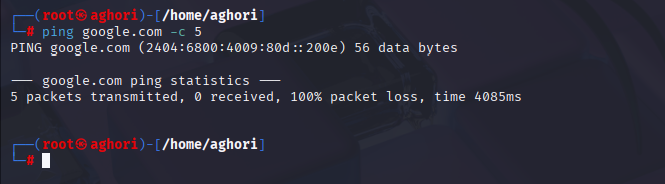 ┌──(root㉿aghori)-[/home/aghori]
└─# ping google.com -c 5
PING google.com (2404:6800:4009:80d::200e) 56 data bytes
─── google.com ping statistics ───
5 packets transmitted, 0 received, 100% packet loss, time 4085ms
┌──(root㉿aghori)-[/home/aghori]
└─#